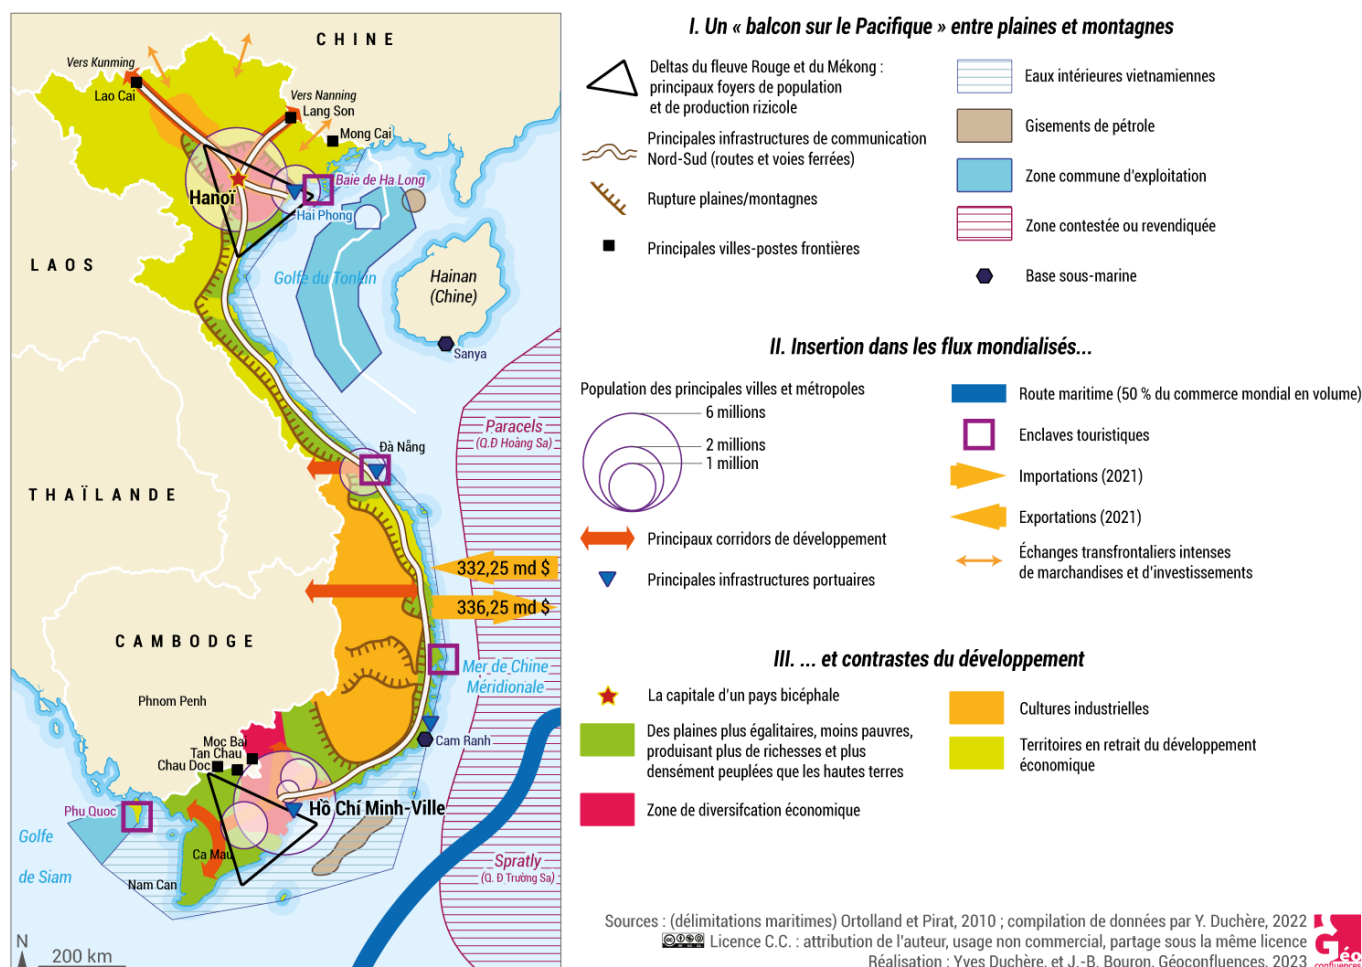 CHINE
Vers Kunming
Lao Cai
Vers Nanning
Lang Son
Mong Cai
Hanoï
Baie de Ha Long
Hai Phong
LAOS
Golfe du Tonkin
Hainan
(Chine)
Sanya
Paracels
(Q.Đ Hoàng Sa)
Đà Nẵng
THAÏLANDE
332,25 md $
336,25 md $
CAMBODGE
Mer de Chine
Méridionale
Phnom Penh
Moc Bai
Tan Chau
Chau Doc
Cam Ranh
Phu Quoc
Hồ Chí Minh-Ville
Golfe
de Siam
Ca Mau
Nam Can
Spratly
(Q. Đ Trường Sa)
N
200 km
I. Un « balcon sur le Pacifique » entre plaines et montagnes
Deltas du fleuve Rouge et du Mékong :
principaux foyers de population
et de production rizicole
Principales infrastructures de communication
Nord-Sud (routes et voies ferrées)
Rupture plaines/montagnes
Principales villes-postes frontières
Eaux intérieures vietnamiennes
Gisements de pétrole
Zone commune d'exploitation
Zone contestée ou revendiquée
Base sous-marine
II. Insertion dans les flux mondialisés...
Population des principales villes et métropoles
6 millions
2 millions
1 million
Principaux corridors de développement
Principales infrastructures portuaires
Route maritime (50 % du commerce mondial en volume)
Enclaves touristiques
Importations (2021)
Exportations (2021)
Échanges transfrontaliers intenses
de marchandises et d'investissements
III. ... et contrastes du développement
La capitale d'un pays bicéphale
Des plaines plus égalitaires, moins pauvres,
produisant plus de richesses et plus
densément peuplées que les hautes terres
Zone de diversifcation économique
Cultures industrielles
Territoires en retrait du développement
économique
Sources : (délimitations maritimes) Ortolland et Pirat, 2010 ; compilation de données par Y. Duchère, 2022
Licence C.C. : attribution de l'auteur, usage non commercial, partage sous la même licence
Réalisation : Yves Duchère, et J.-B. Bouron, Géoconfluences, 2023
Géo
confluences